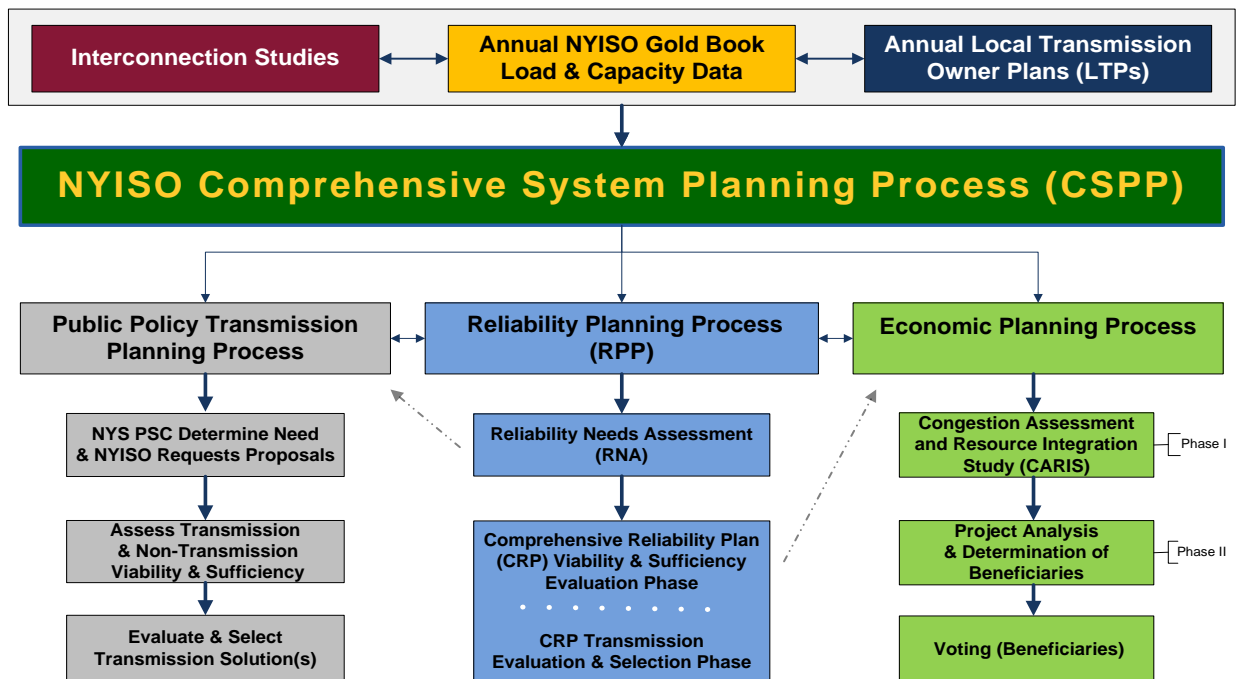 Interconnection Studies
Annual NYISO Gold Book
Load & Capacity Data
Annual Local Transmission
Owner Plans (LTPs)
NYISO Comprehensive System Planning Process (CSPP)
Public Policy Transmission
Planning Process
Reliability Planning Process
(RPP)
Economic Planning Process
NYS PSC Determine Need
& NYISO Requests Proposals
Reliability Needs Assessment
(RNA)
Congestion Assessment
and Resource Integration
Study (CARIS)
Phase I
Assess Transmission
& Non-Transmission
Viability & Sufficiency
Comprehensive Reliability Plan
(CRP) Viability & Sufficiency
Evaluation Phase
Project Analysis
& Determination of
Beneficiaries
Phase II
Evaluate & Select
Transmission Solution(s)
CRP Transmission
Evaluation & Selection Phase
Voting (Beneficiaries)